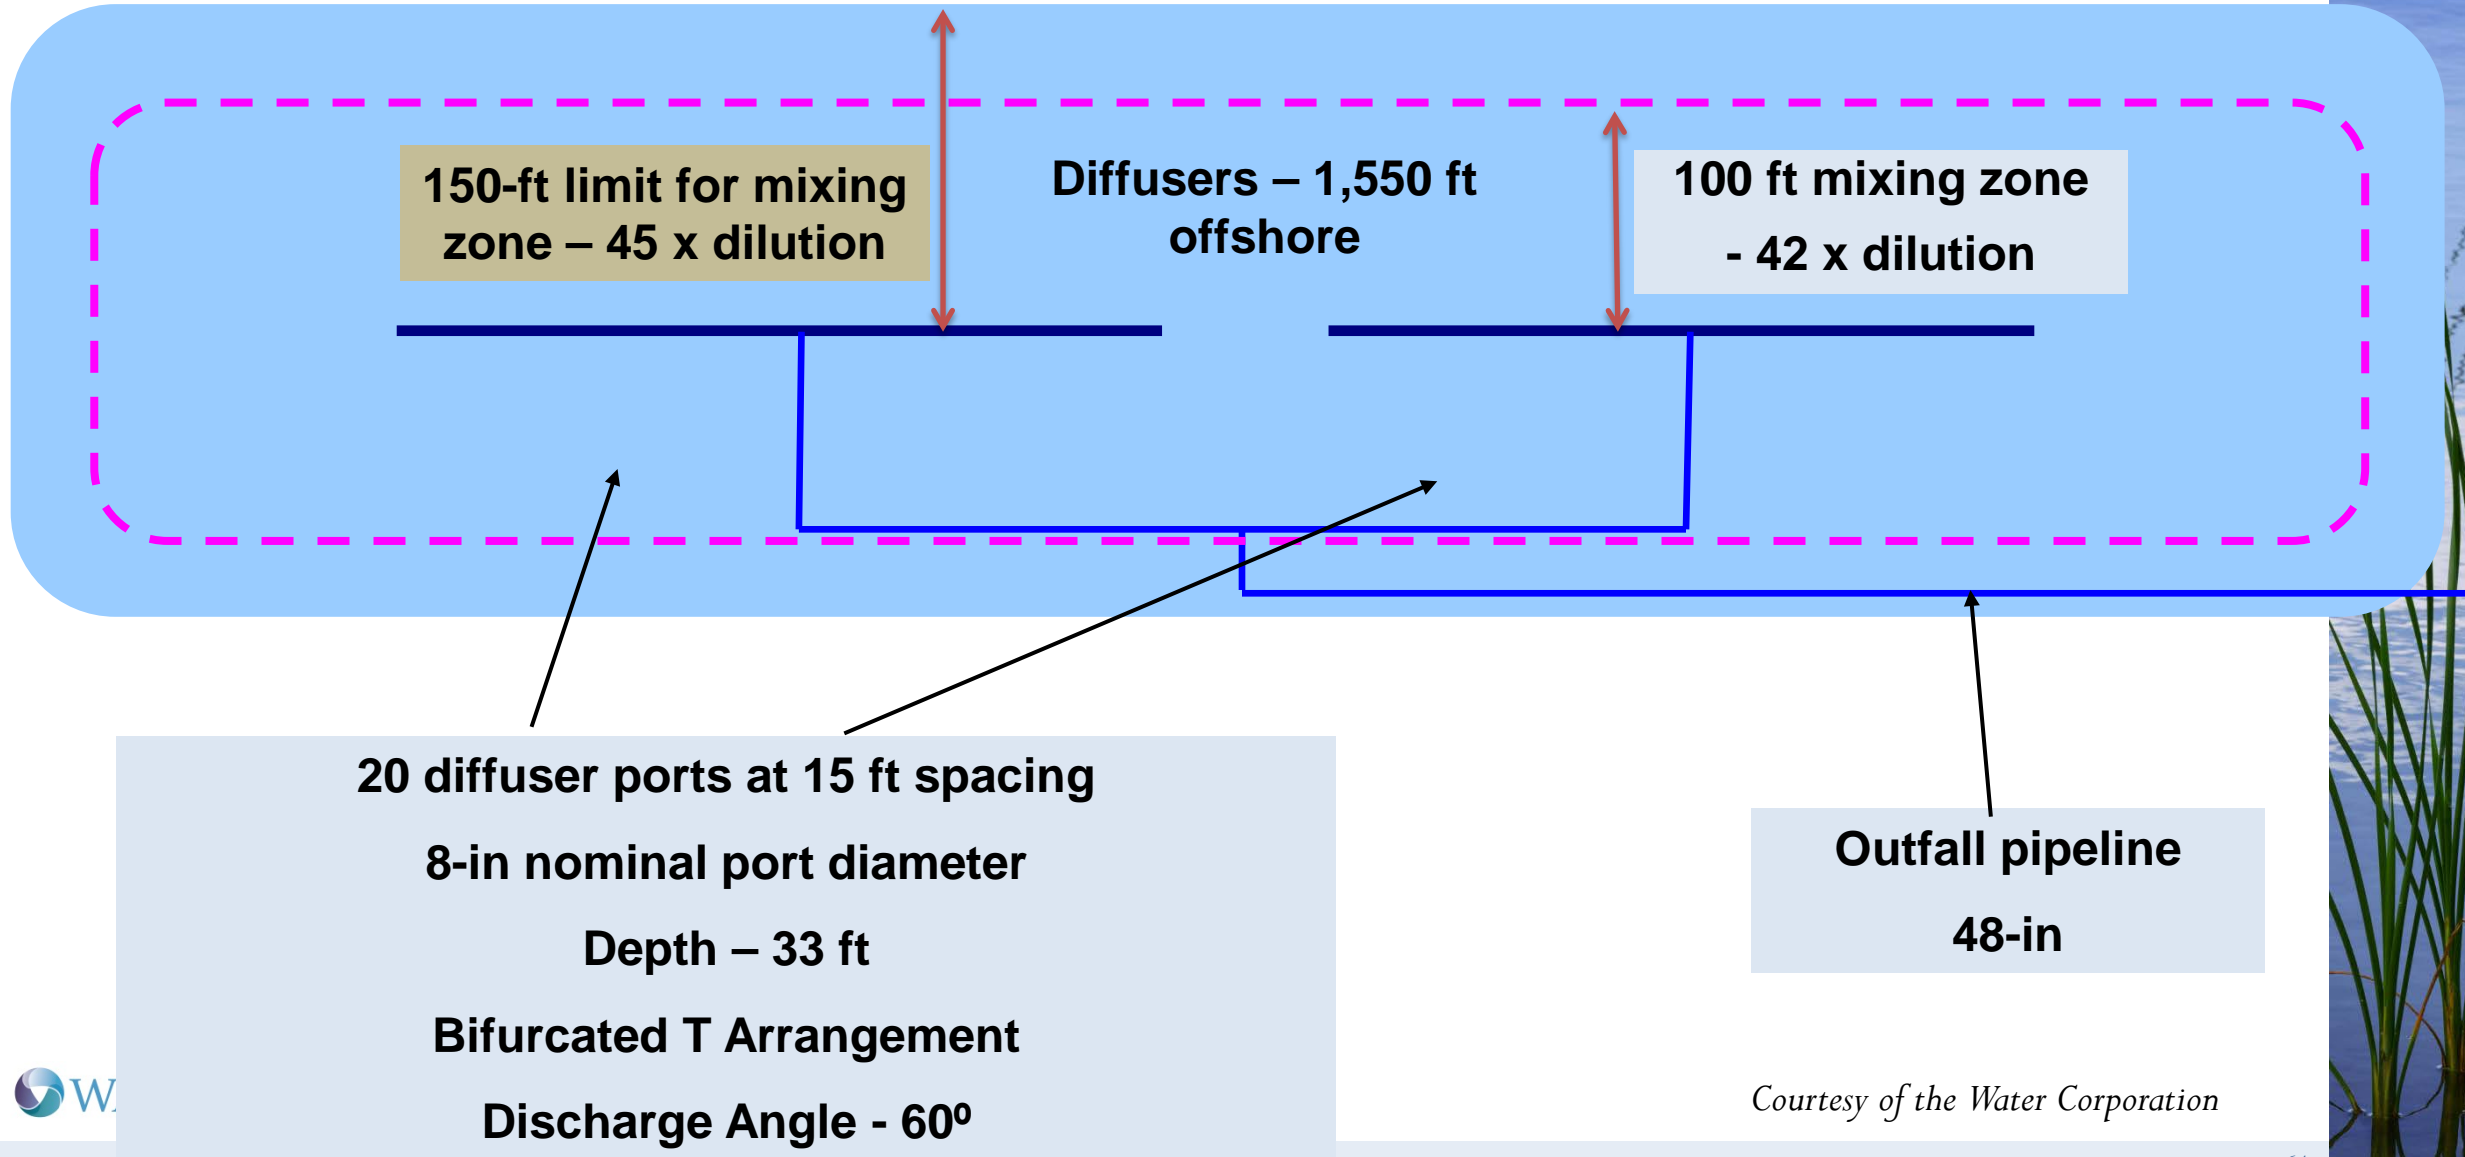 150-ft limit for mixing
zone – 45 x dilution
Diffusers – 1,550 ft
offshore
100 ft mixing zone
- 42 x dilution
20 diffuser ports at 15 ft spacing
8-in nominal port diameter
Depth – 33 ft
Bifurcated T Arrangement
Discharge Angle - 60⁰
Outfall pipeline
48-in
Courtesy of the Water Corporation